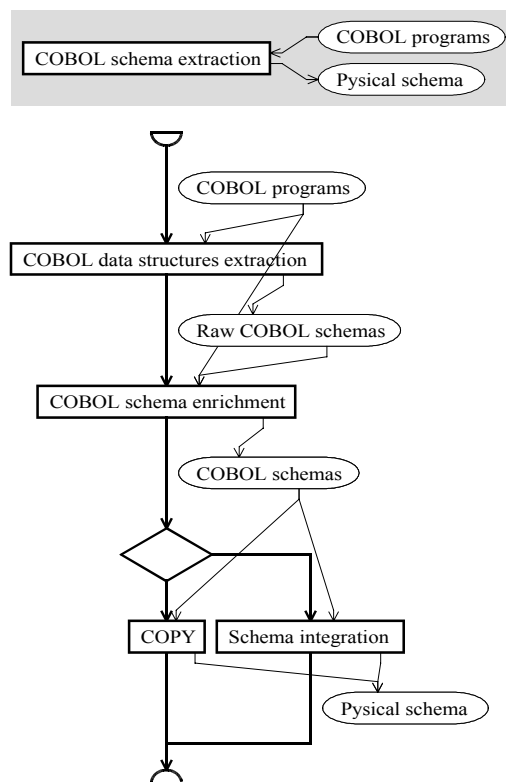 COBOL programs
COBOL schema extraction
Pysical schema
COBOL programs
COBOL data structures extraction
Raw COBOL schemas
COBOL schema enrichment
COBOL schemas
COPY
Schema integration
Pysical schema